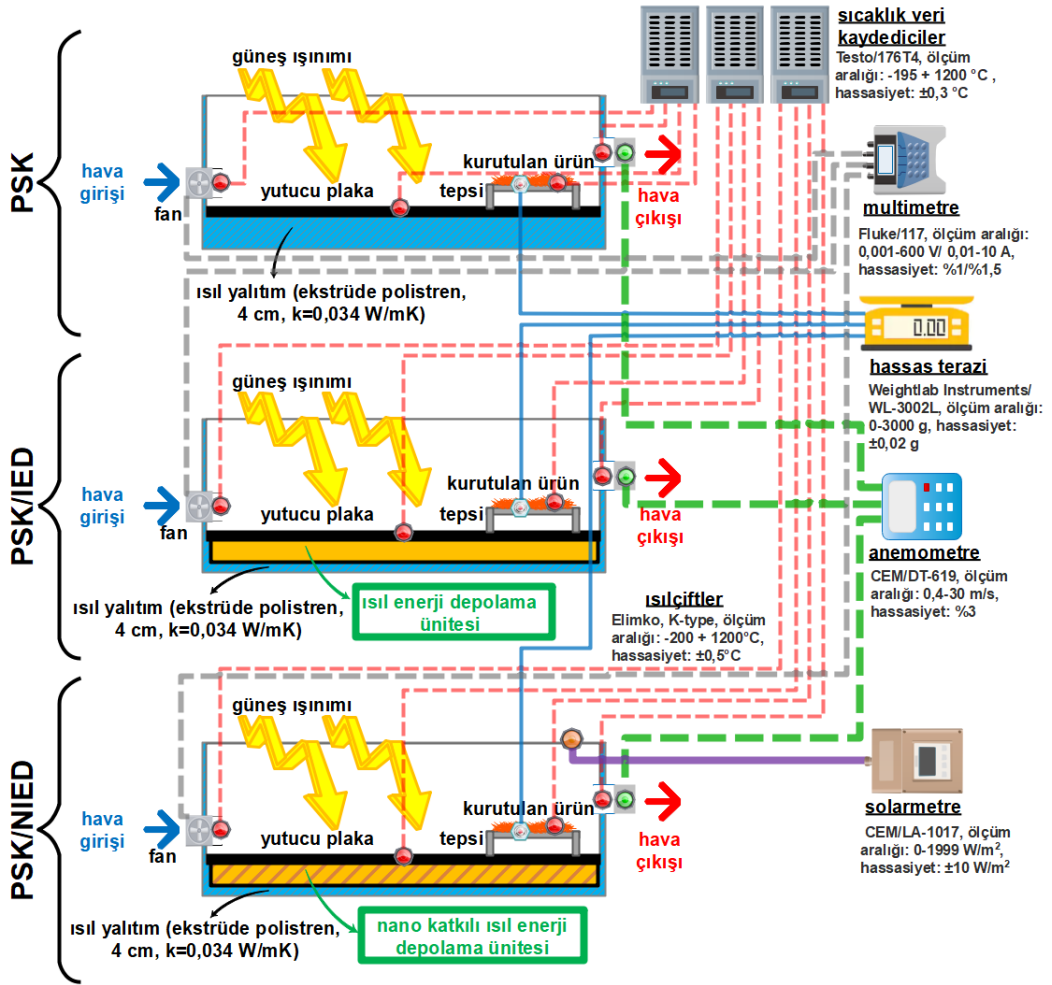 PSK
güneş ışınımı
hava
girişi
fan
yutucu plaka
kurutulan ürün
tepsi
hava
çıkışı
ısıl yalıtım (ekstrüde polistren,
4 cm, k=0,034 W/mK)
PSK/IED
güneş ışınımı
hava
girişi
fan
yutucu plaka
kurutulan ürün
tepsi
hava
çıkışı
ısıl yalıtım (ekstrüde polistren,
4 cm, k=0,034 W/mK)
ısıl enerji depolama
ünitesi
PSK/NIED
güneş ışınımı
hava
girişi
fan
yutucu plaka
kurutulan ürün
tepsi
hava
çıkışı
ısıl yalıtım (ekstrüde polistren,
4 cm, k=0,034 W/mK)
nano katkılı ısıl enerji
depolama ünitesi
sıcaklık veri
kaydediciler
Testo/176T4, ölçüm
aralığı: -195 + 1200 °C ,
hassasiyet: ±0,3 °C
multimetre
Fluke/117, ölçüm aralığı:
0,001-600 V/ 0,01-10 A,
hassasiyet: %1/%1,5
0.00
hassas terazi
Weightlab Instruments/
WL-3002L, ölçüm aralığı:
0-3000 g, hassasiyet:
±0,02 g
anemometre
CEM/DT-619, ölçüm
aralığı: 0,4-30 m/s,
hassasiyet: %3
ısılçiftler
Elimko, K-type, ölçüm
aralığı: -200 + 1200°C,
hassasiyet: ±0,5°C
solarmetre
CEM/LA-1017, ölçüm
aralığı: 0-1999 W/m²,
hassasiyet: ±10 W/m²